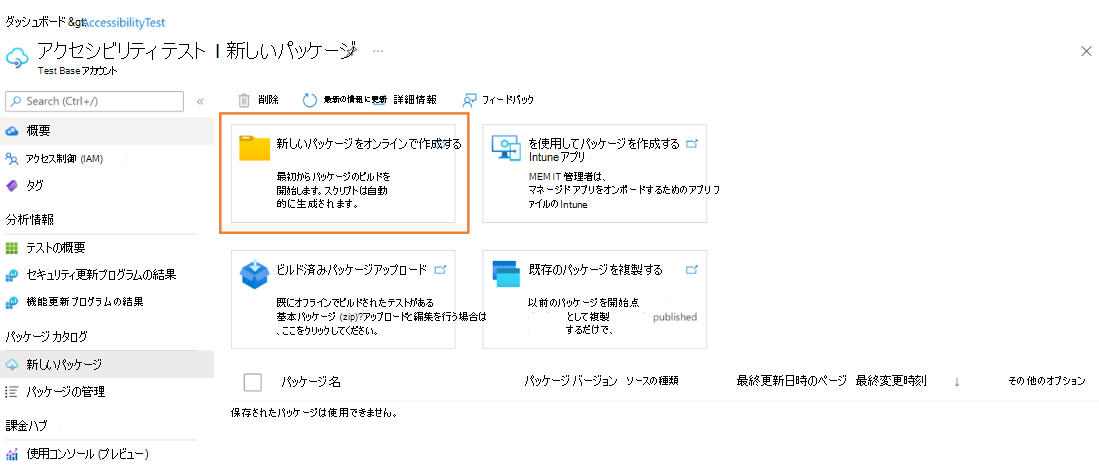 ダッシュボード &gt;AccessibilityTest
アクセシビリティ テスト | 新しいパッケージ ...
Test Base アカウント
Search (Ctrl+/) «
削除 最新の情報に更新 詳細情報 フィードバック
概要
アクセス制御 (IAM)
タグ
分析情報
テストの概要
セキュリティ更新プログラムの結果
機能更新プログラムの結果
パッケージ カタログ
新しいパッケージ
パッケージの管理
課金ハブ
使用コンソール (プレビュー)
新しいパッケージをオンラインで作成する
最初からパッケージのビルドを
開始します。スクリプトは自動
的に生成されます。
を使用してパッケージを作成する
Intune アプリ
MEM IT 管理者は、
マネージド アプリをオンボードするためのアプリ フ
ァイルの Intune
ビルド済みパッケージアップロード
既にオフラインでビルドされたテストがある
基本パッケージ (zip)?アップロードと編集を行う場合は
、ここをクリックしてください。
既存のパッケージを複製する
以前のパッケージを開始点
として複製 published
するだけで、
パッケージ名 パッケージ バージョン ソースの種類 最終更新日時のページ 最終変更時刻 ↓ その他のオプション
保存されたパッケージは使用できません。